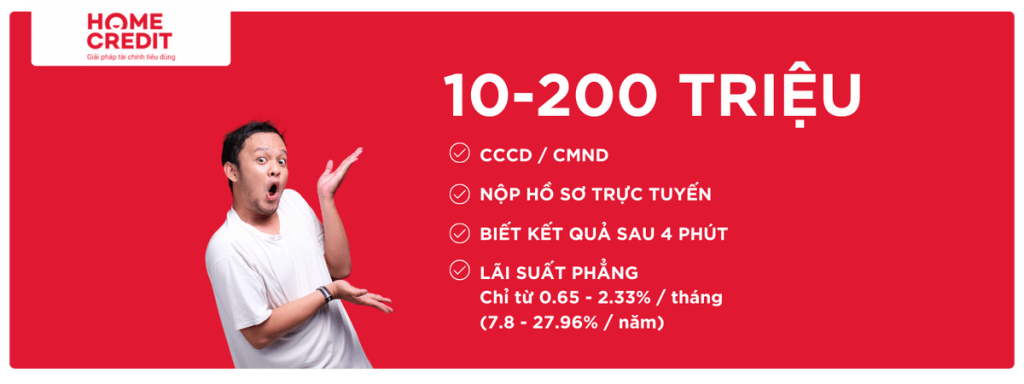 HOME
CREDIT
Giải pháp tài chính tiêu dùng
10-200 TRIỆU
CCCD / CMND
NỘP HỒ SƠ TRỰC TUYẾN
BIẾT KẾT QUẢ SAU 4 PHÚT
LÃI SUẤT PHẲNG
Chỉ từ 0.65 - 2.33% / tháng
(7.8 - 27.96% / năm)